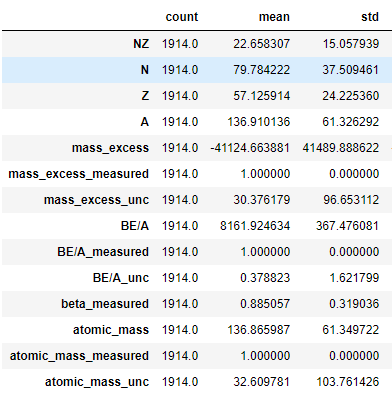 count mean std
NZ 1914.0 22.658307 15.057939
N 1914.0 79.784222 37.509461
Z 1914.0 57.125914 24.225360
A 1914.0 136.910136 61.326292
mass_excess 1914.0 -41124.663881 41489.888622
mass_excess_measured 1914.0 1.000000 0.000000
mass_excess_unc 1914.0 30.376179 96.653112
BE/A 1914.0 8161.924634 367.476081
BE/A_measured 1914.0 1.000000 0.000000
BE/A_unc 1914.0 0.378823 1.621799
beta_measured 1914.0 0.885057 0.319036
atomic_mass 1914.0 136.865987 61.349722
atomic_mass_measured 1914.0 1.000000 0.000000
atomic_mass_unc 1914.0 32.609781 103.761426